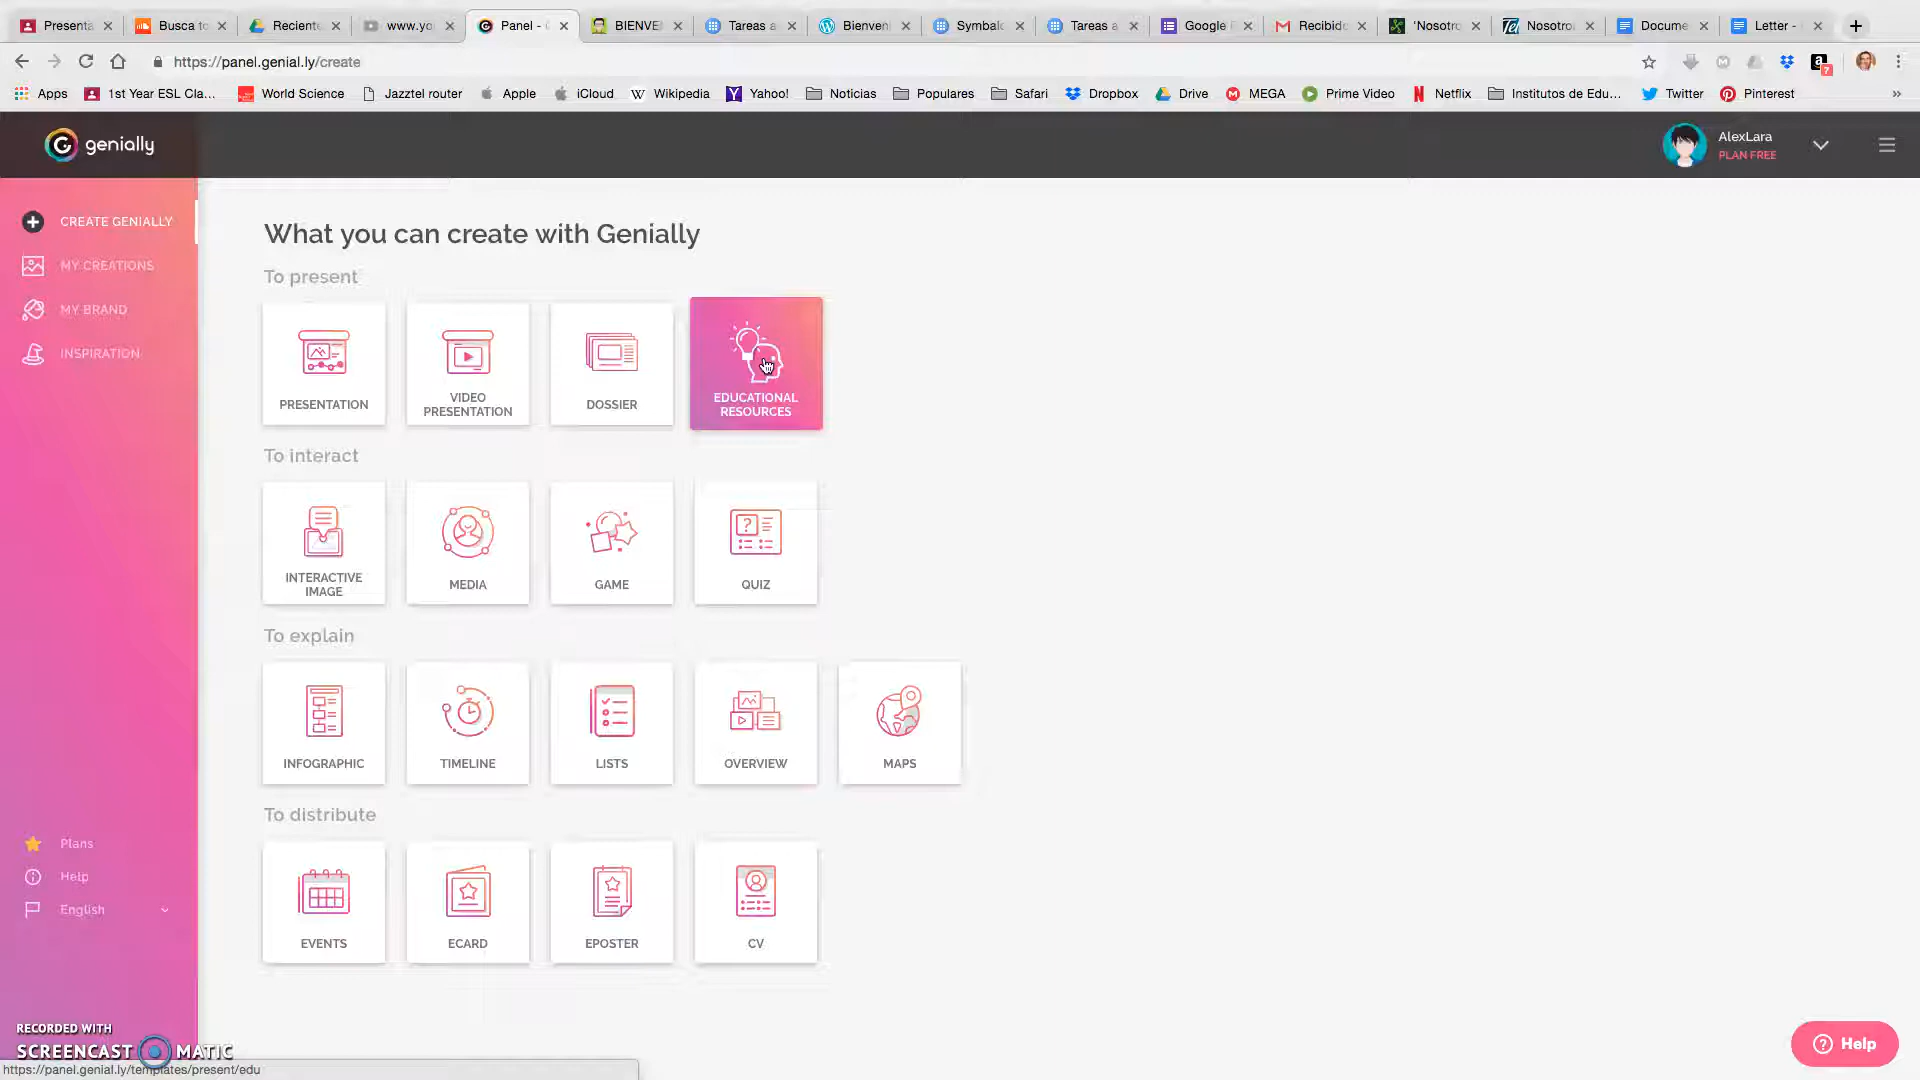 Presenta
Busca to
Reciente
www.yo
Panel -
BIENVE
Tareas a
Bienven
Symbal
Tareas a
Google
Recibid
'Nosotro
Nosotro
Docume
Letter -
https://panel.genial.ly/create
Apps 1st Year ESL Cla... World Science Jazztel router Apple iCloud Wikipedia Yahoo! Noticias Populares Safari Dropbox Drive MEGA Prime Video Netflix Institutos de Edu... Twitter Pinterest »
genially
AlexLara
PLAN FREE
CREATE GENIALLY
MY CREATIONS
MY BRAND
INSPIRATION
What you can create with Genially
To present
PRESENTATION
VIDEO
PRESENTATION
DOSSIER
EDUCATIONAL
RESOURCES
To interact
INTERACTIVE
IMAGE
MEDIA
GAME
QUIZ
To explain
INFOGRAPHIC
TIMELINE
LISTS
OVERVIEW
MAPS
To distribute
EVENTS
ECARD
EPOSTER
CV
Plans
Help
English
RECORDED WITH
SCREENCAST MATIC
https://panel.genial.ly/templates/present/edu
Help